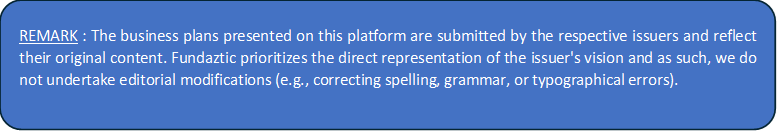 REMARK : The business plans presented on this platform are submitted by the respective issuers and reflect
their original content. Fundaztic prioritizes the direct representation of the issuer's vision and as such, we do
not undertake editorial modifications (e.g., correcting spelling, grammar, or typographical errors).